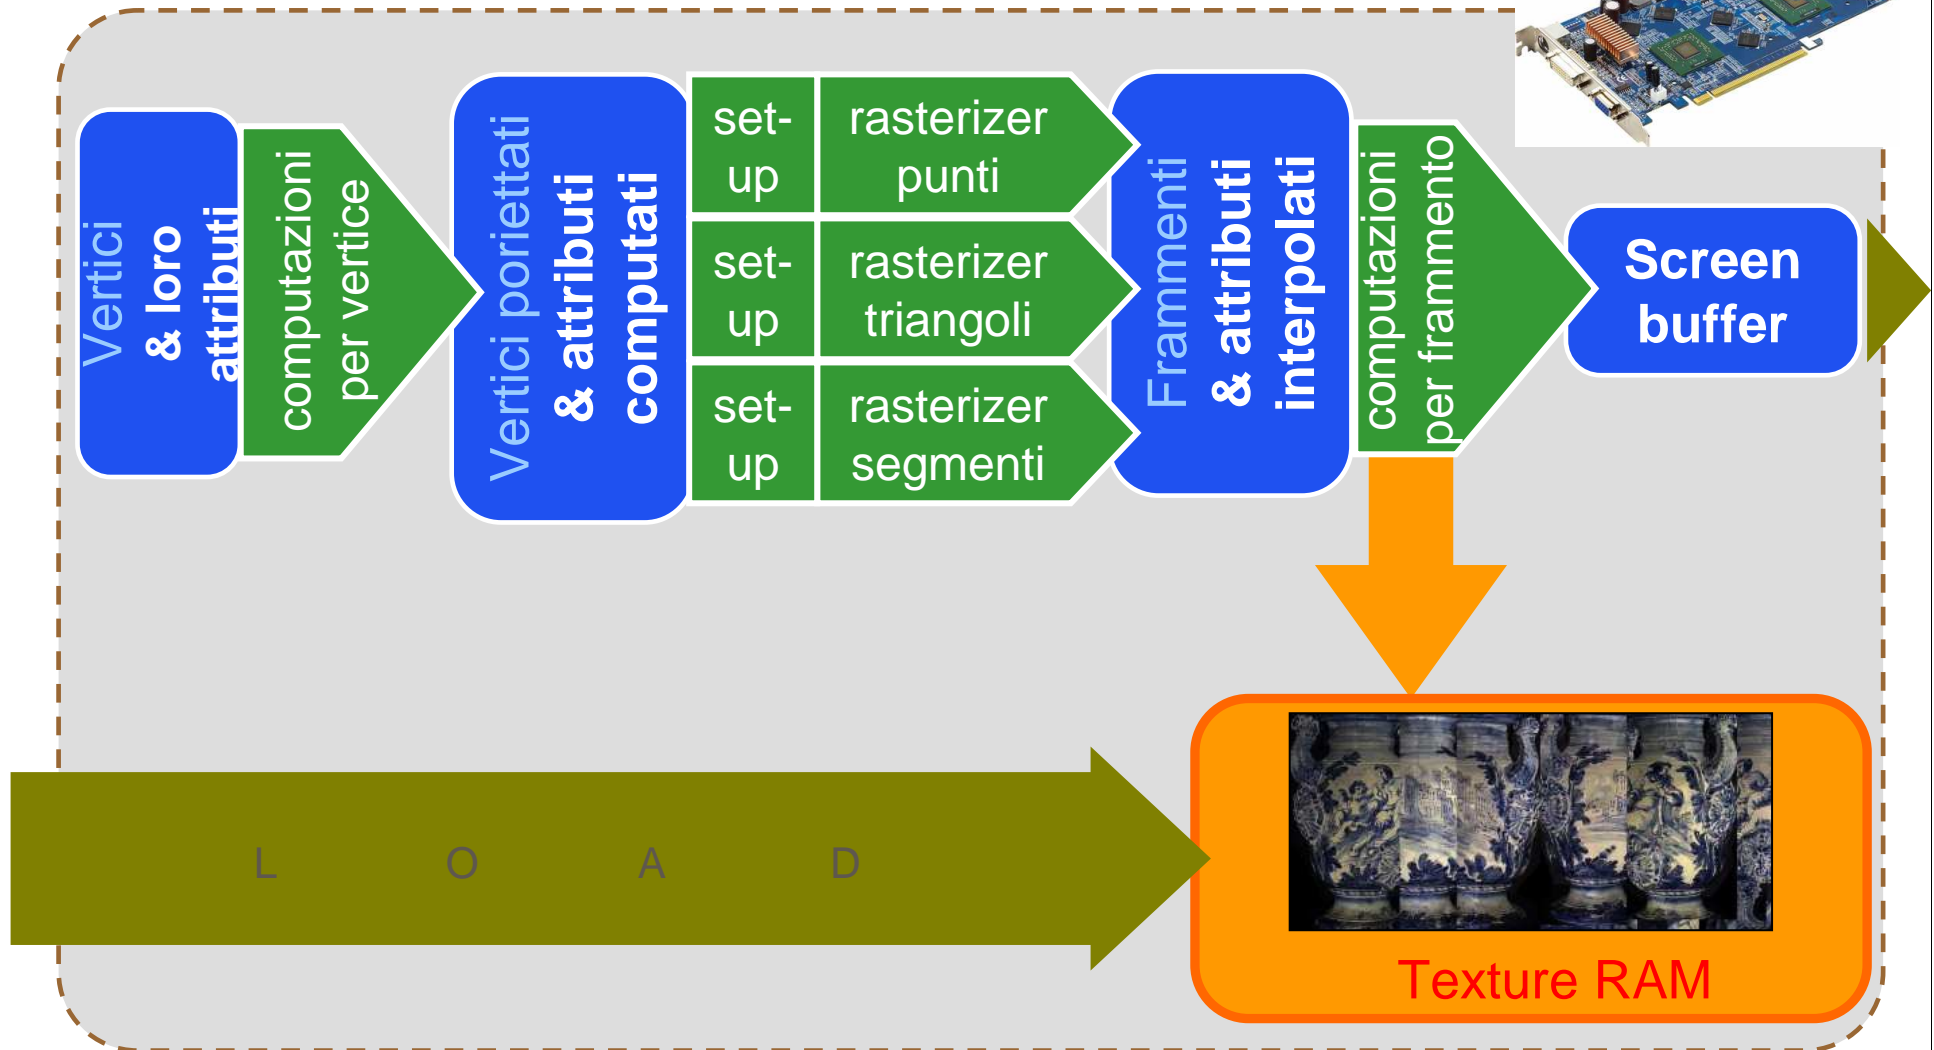 Vertici
& loro
attributi
computazioni
per vertice
Vertici poriettati
& attributi
computati
set-
up
rasterizer
punti
set-
up
rasterizer
triangoli
set-
up
rasterizer
segmenti
Frammenti
& attributi
interpolati
computazioni
per frammento
Screen
buffer
L O A D
Texture RAM